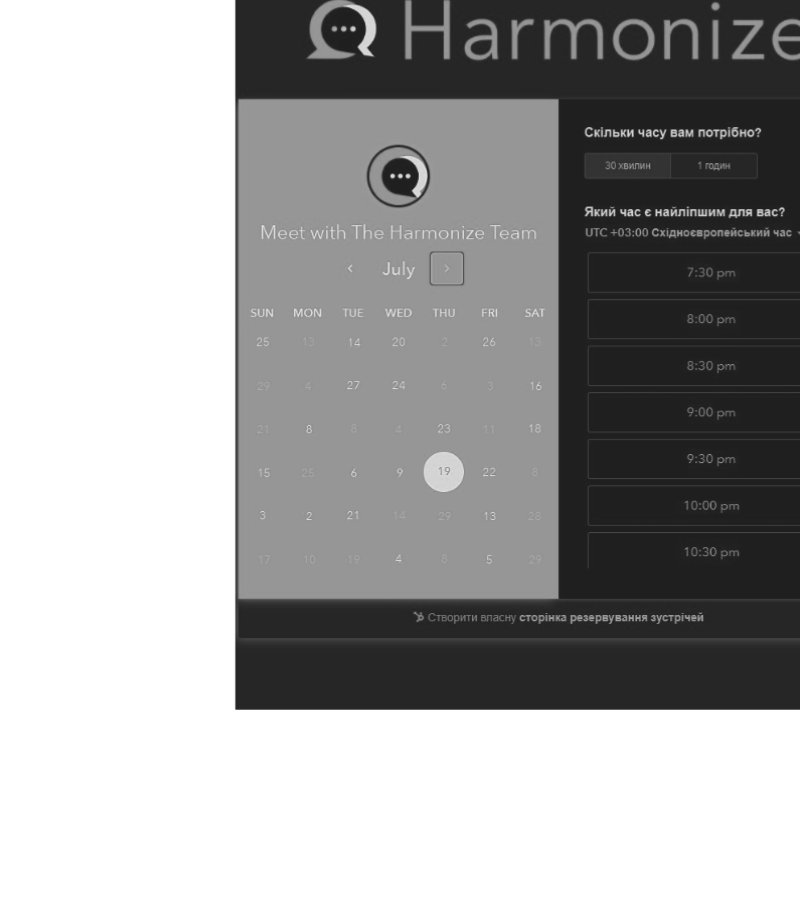 Harmonize
Meet with The Harmonize Team
July
SUN MON TUE WED THU FRI SAT
25 13 14 20 2 26 13
29 4 27 24 6 3 16
21 8 8 4 23 11 18
15 25 6 9 19 22 8
3 2 21 14 29 13 28
17 10 19 4 8 5 29
Скільки часу вам потрібно?
30 хвилин 1 годин
Який час є найліпшим для вас?
UTC +03:00 Східноєвропейський час
7:30 pm
8:00 pm
8:30 pm
9:00 pm
9:30 pm
10:00 pm
10:30 pm
Створити власну сторінка резервування зустрічей